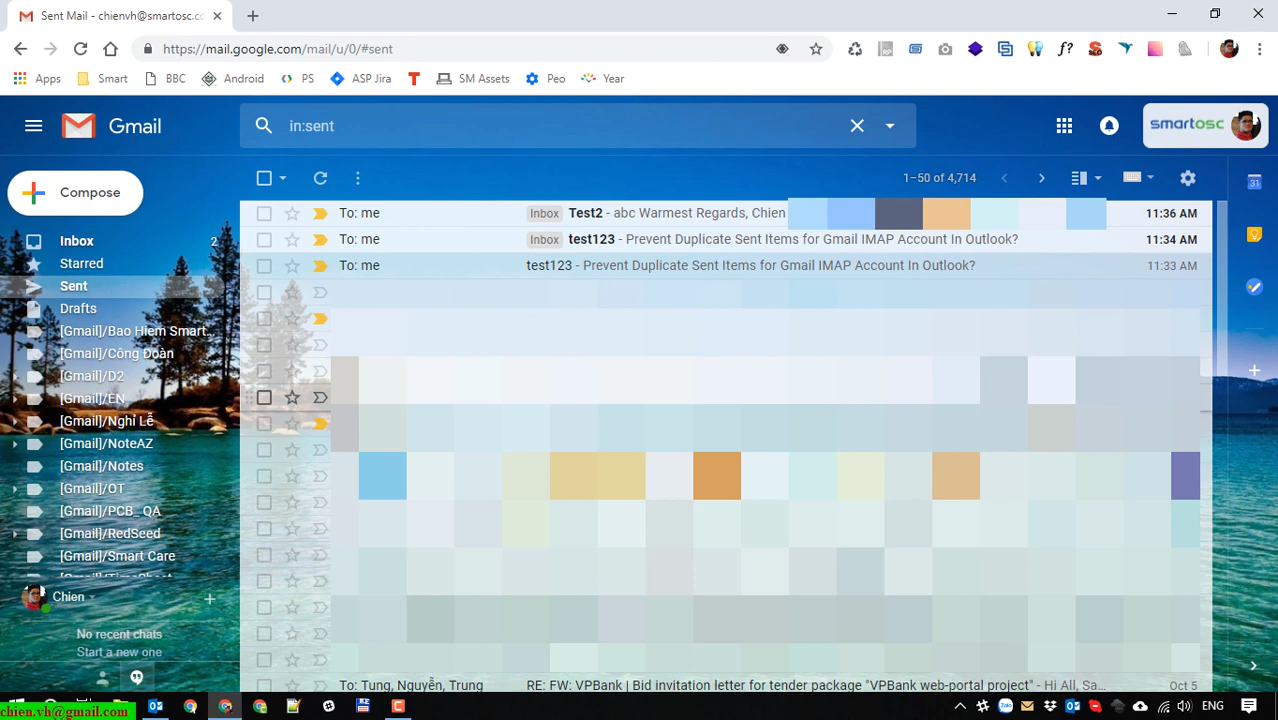 Sent Mail - chienvh@smartosc.co
https://mail.google.com/mail/u/0/#sent
Apps Smart BBC Android PS ASP Jira SM Assets Peo Year
Gmail
in:sent
smartosc
Compose
1–50 of 4,714
Inbox 2
Starred
Sent
Drafts
[Gmail]/Bao Hiem Smart...
[Gmail]/Công Đoàn
[Gmail]/D2
[Gmail]/EN
[Gmail]/Nghỉ Lễ
[Gmail]/NoteAZ
[Gmail]/Notes
[Gmail]/OT
[Gmail]/PCB_ QA
[Gmail]/RedSeed
[Gmail]/Smart Care
Chien
No recent chats
Start a new one
To: me Inbox Test2 - abc Warmest Regards, Chien 11:36 AM
To: me Inbox test123 - Prevent Duplicate Sent Items for Gmail IMAP Account In Outlook? 11:34 AM
To: me test123 - Prevent Duplicate Sent Items for Gmail IMAP Account In Outlook? 11:33 AM
To: Tung, Nguyễn, Trung RE: FW: VPBank | Bid invitation letter for tender package "VPBank web-portal project" - Hi All, Sa... Oct 5
31
f?
cien.vh@gmail.com
ENG